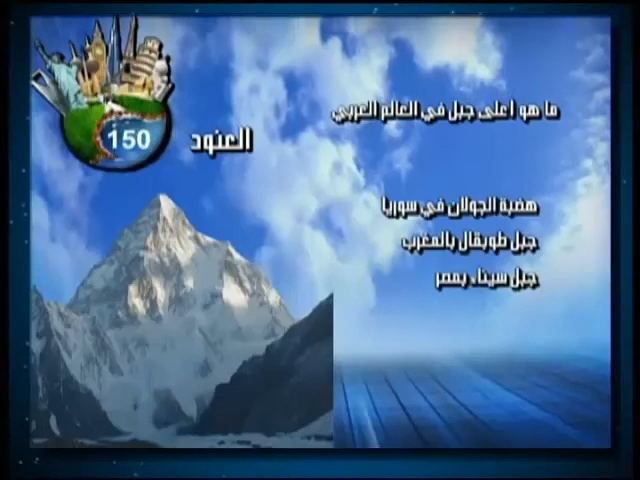 ما هو اعلى جبل في العالم العربي
150
العنود
هضبة الجولان في سوريا
جبل طوبقال بالمغرب
جبل سيناء بمصر